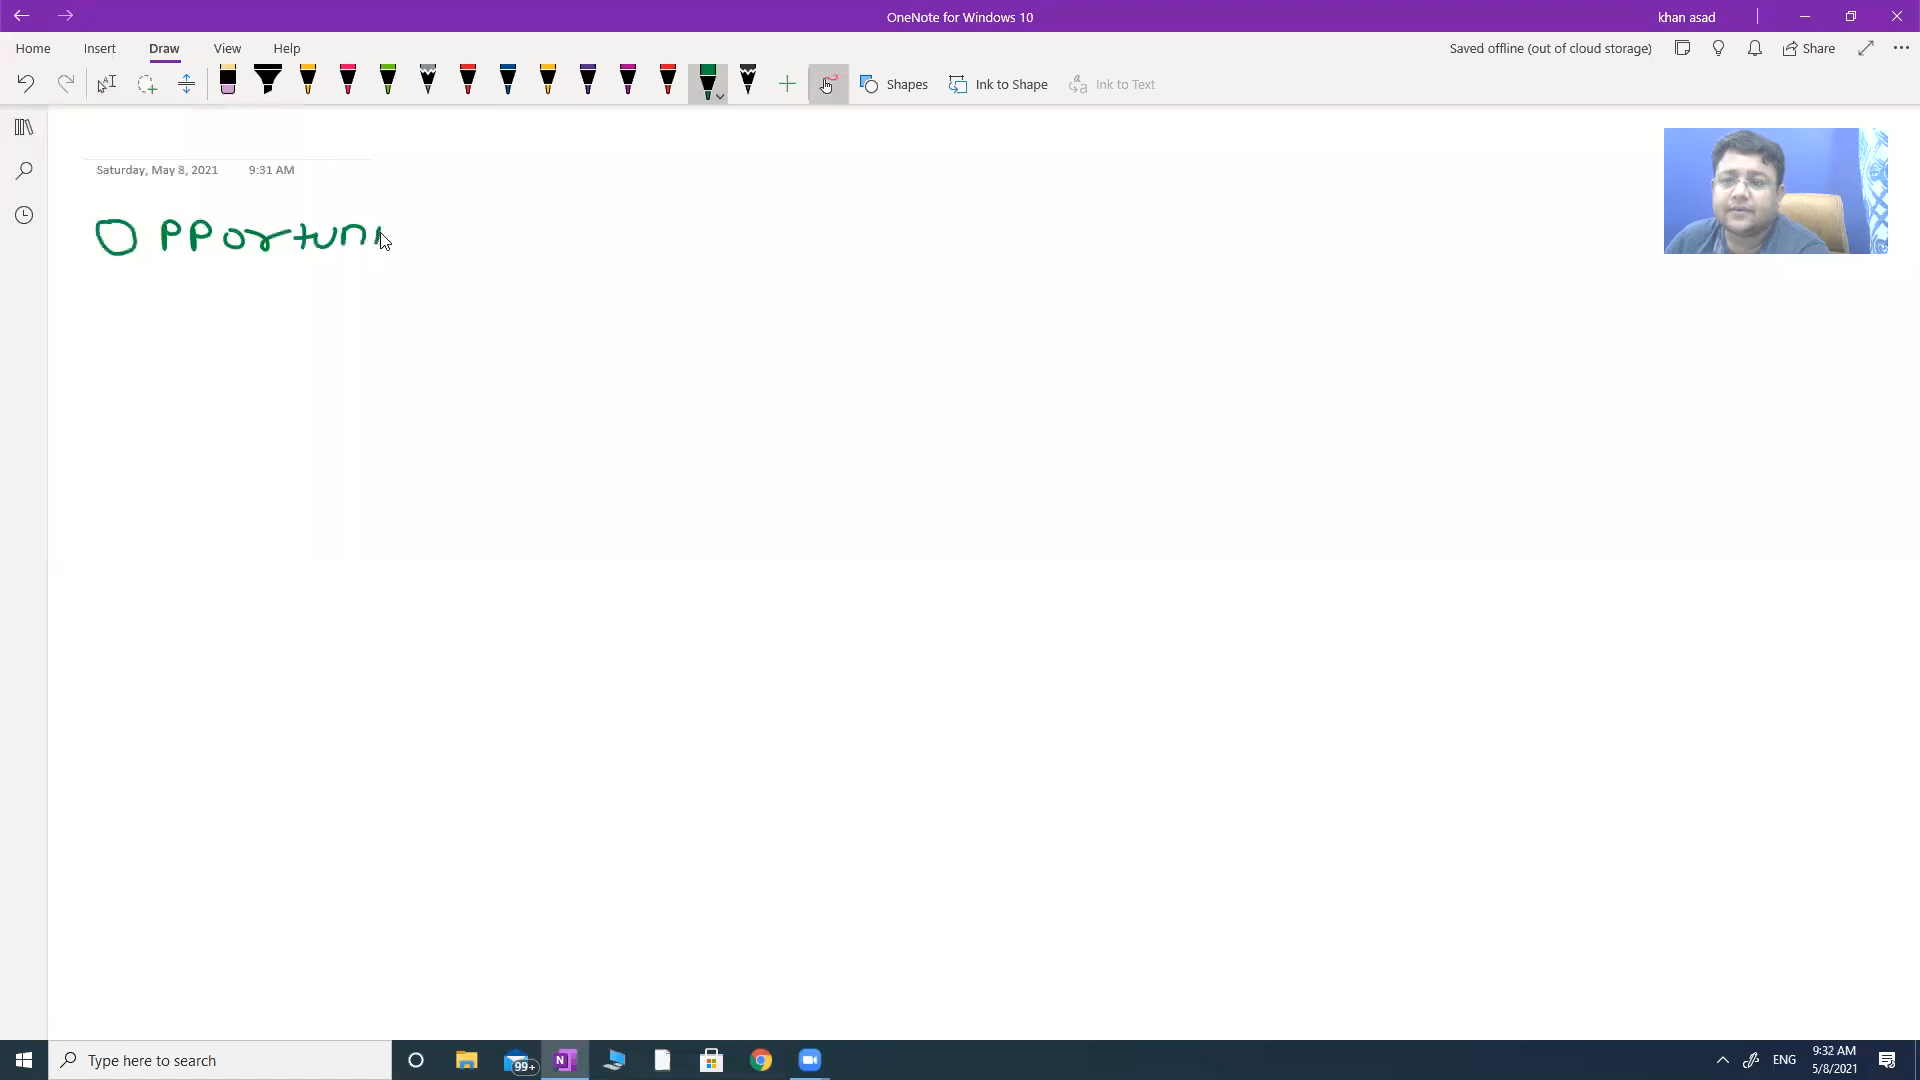 OneNote for Windows 10
khan asad
Home Insert Draw View Help
Saved offline (out of cloud storage)
Share
Shapes
Ink to Shape
Ink to Text
Saturday, May 8, 2021 9:31 AM
Opportuni
Type here to search
99+
N
ENG
9:32 AM
5/8/2021